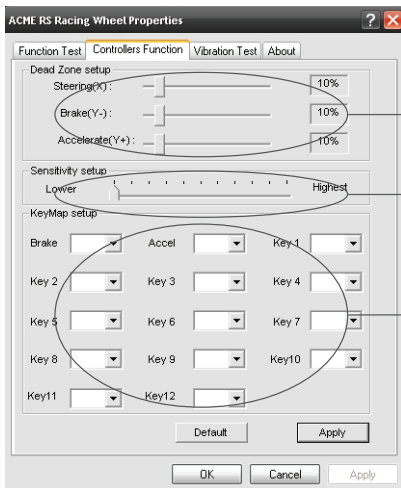 ACME RS Racing Wheel Properties
Function Test Controllers Function Vibration Test About
Dead Zone setup
Steering(X) : 10%
Brake(Y-) : 10%
Accelerate(Y+) : 10%
Sensitivity setup
Lower Highest
KeyMap setup
Brake Accel Key 1
Key 2 Key 3 Key 4
Key 5 Key 6 Key 7
Key 8 Key 9 Key10
Key11 Key12
Default Apply
OK Cancel Apply